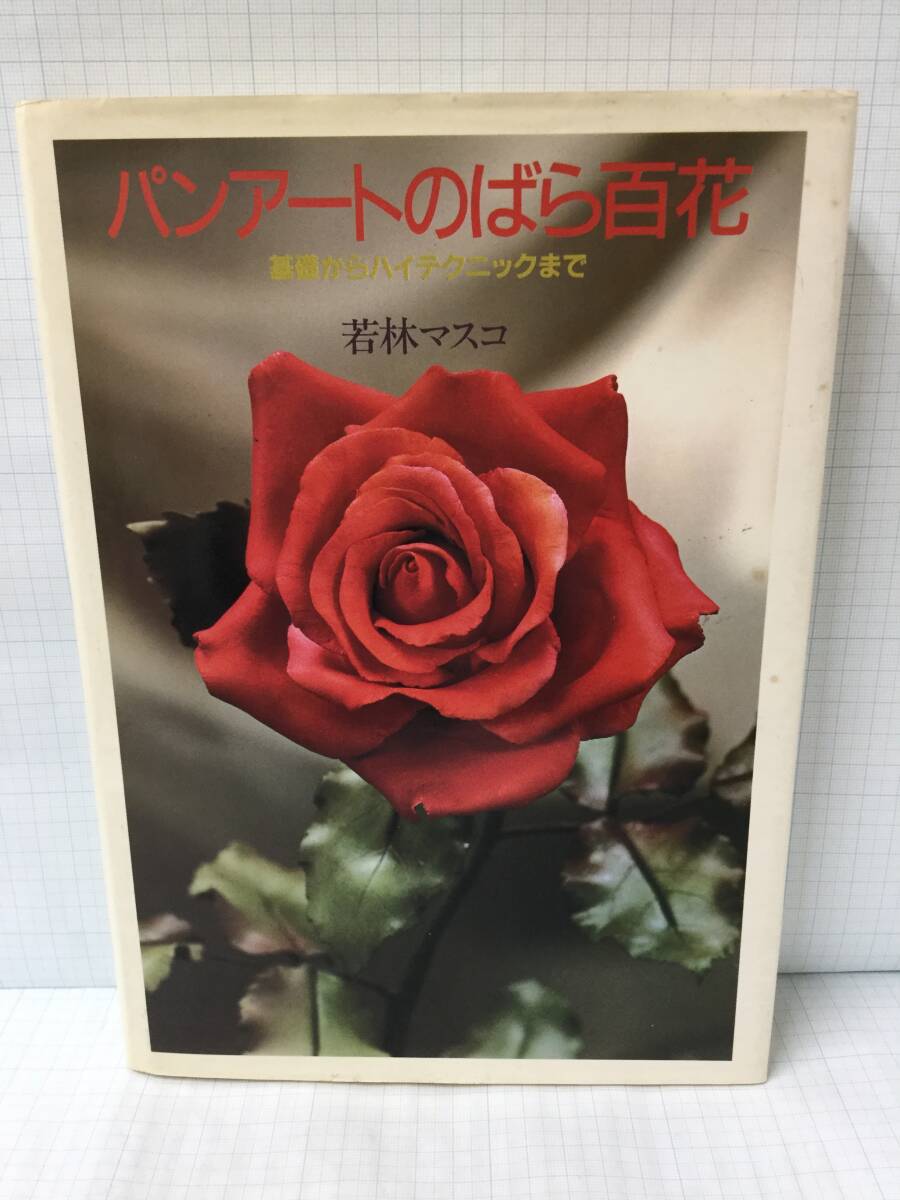 パンアートのばら百花
基礎からハイテクニックまで
若林マスコ